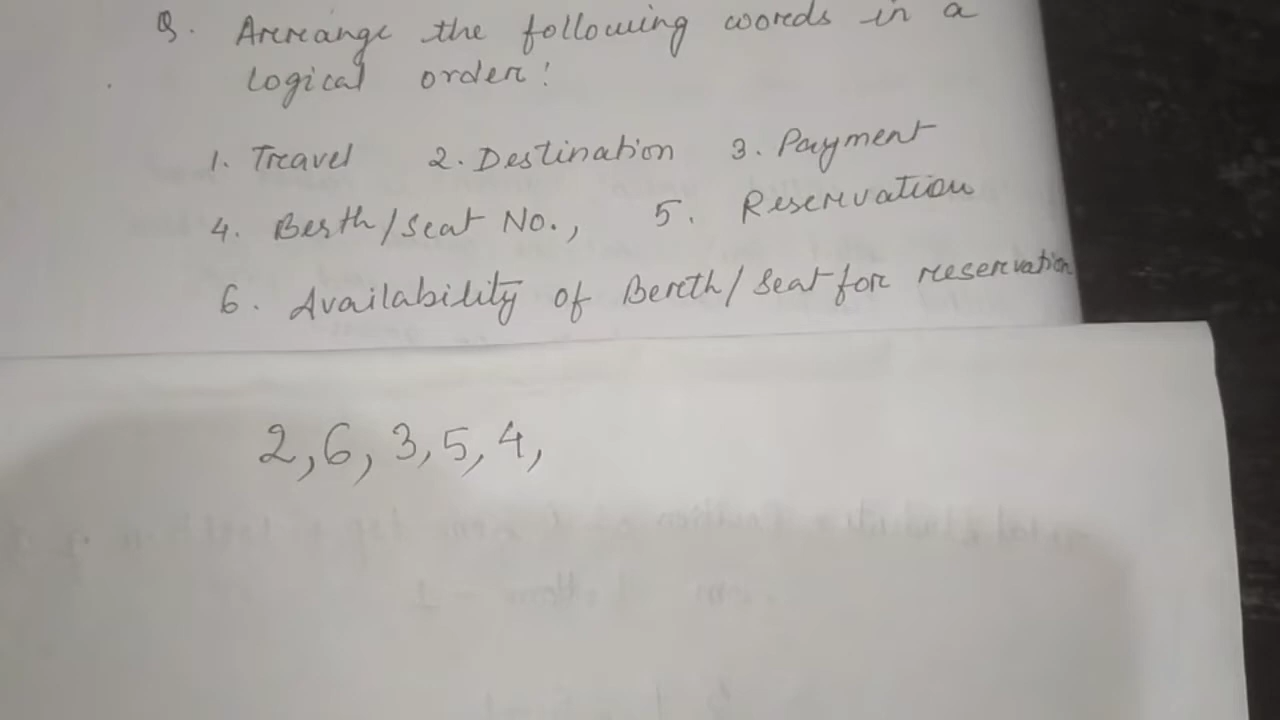 Q. Arrange the following words in a
logical order:
1. Travel 2. Destination 3. Payment
4. Berth/Seat No., 5. Reservation
6. Availability of Berth/Seat for reservation
2, 6, 3, 5, 4,